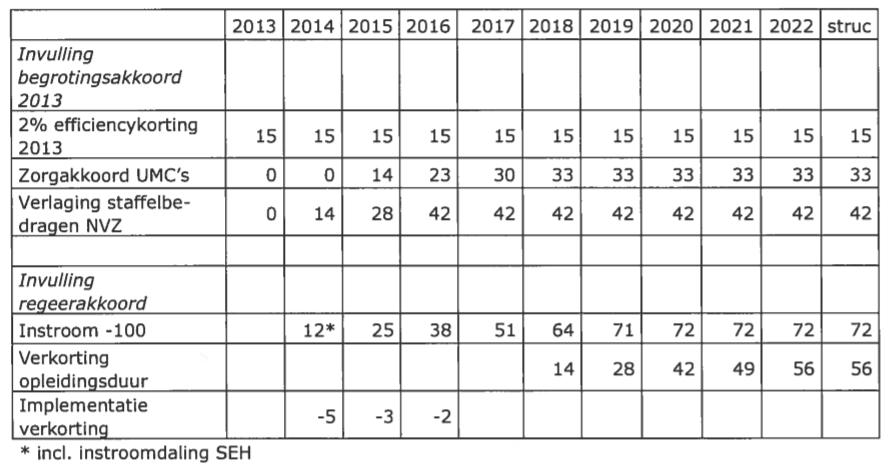 2013 2014 2015 2016 2017 2018 2019 2020 2021 2022 struc
Invulling
begrotingsakkoord
2013
2% efficiencykorting
2013 15 15 15 15 15 15 15 15 15 15 15
Zorgakkoord UMC's 0 0 14 23 30 33 33 33 33 33 33
Verlaging staffelbe-
dragen NVZ 0 14 28 42 42 42 42 42 42 42 42
Invulling
regeerakkoord
Instroom -100 12* 25 38 51 64 71 72 72 72 72
Verkorting
opleidingsduur 14 28 42 49 56 56
Implementatie
verkorting -5 -3 -2
* incl. instroomdaling SEH